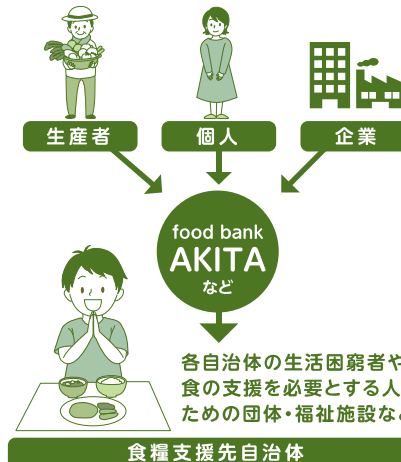 生産者
個人
企業
food bank
AKITA
など
各自治体の生活困窮者や
食の支援を必要とする人
ための団体・福祉施設な
食糧支援先自治体